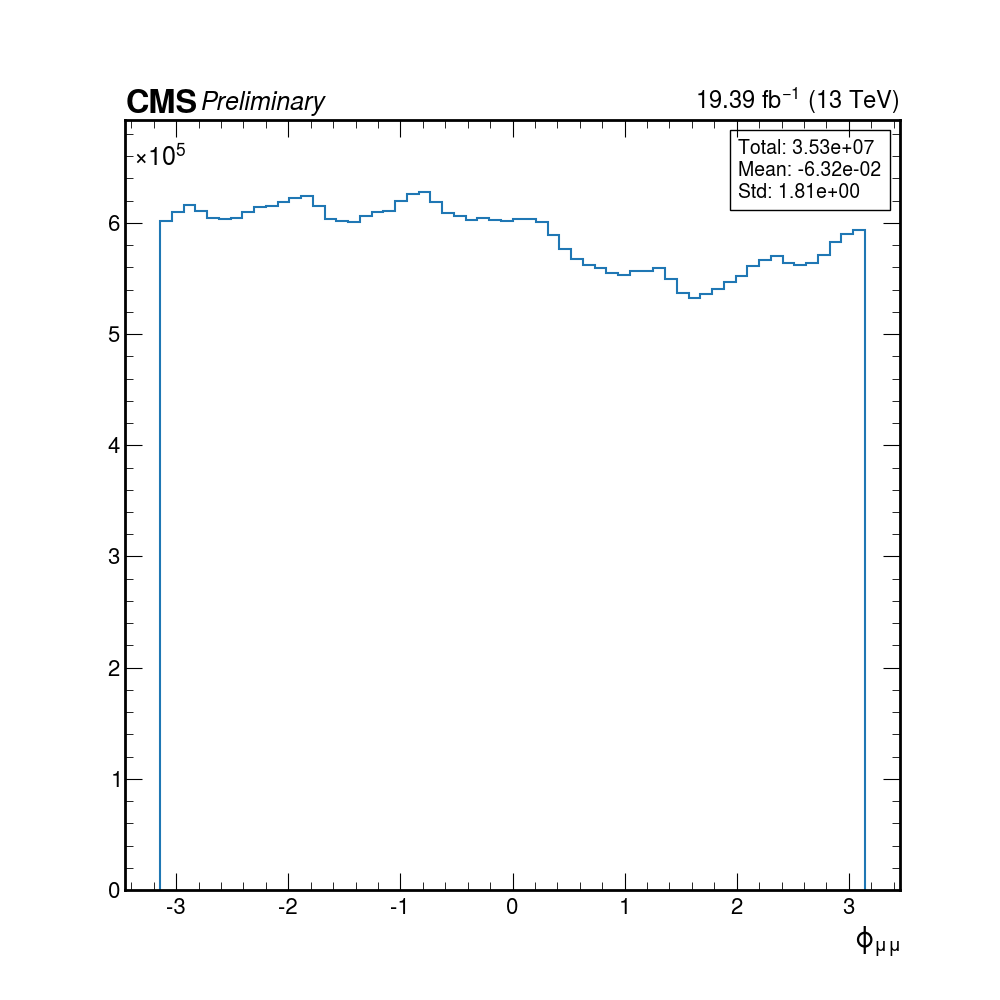 CMS Preliminary
19.39 fb⁻¹ (13 TeV)
×10⁵
Total: 3.53e+07
Mean: -6.32e-02
Std: 1.81e+00
6
5
4
3
2
1
0
-3 -2 -1 0 1 2 3
ϕμμ